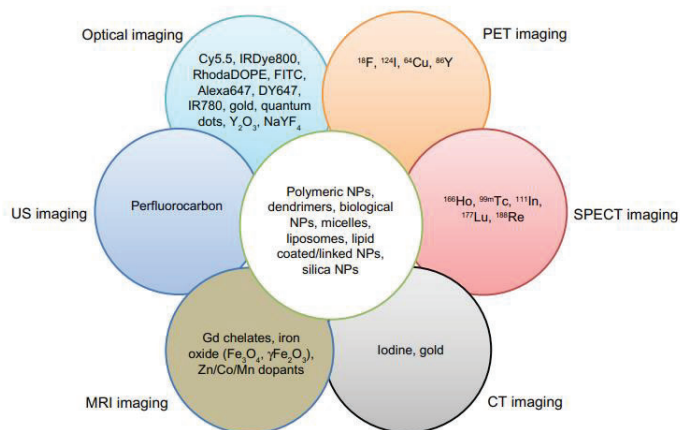 Optical imaging
Cy5.5, IRDye800,
RhodaDOPE, FITC,
Alexa647, DY647,
IR780, gold, quantum
dots, Y₂O₃, NaYF₄
PET imaging
¹⁸F, ¹²⁴I, ⁶⁴Cu, ⁸⁶Y
US imaging
Perfluorocarbon
Polymeric NPs,
dendrimers, biological
NPs, micelles,
liposomes, lipid
coated/linked NPs,
silica NPs
¹⁶⁶Ho, ⁹⁹ᵐTc, ¹¹¹In,
¹⁷⁷Lu, ¹⁸⁸Re
SPECT imaging
Gd chelates, iron
oxide (Fe₃O₄, γFe₂O₃),
Zn/Co/Mn dopants
MRI imaging
Iodine, gold
CT imaging